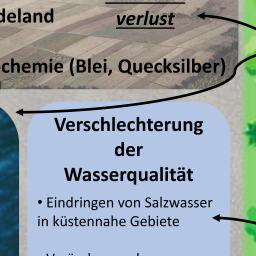 deland
verlust
chemie (Blei, Quecksilber)
Verschlechterung
der
Wasserqualität
• Eindringen von Salzwasser
in küstennahe Gebiete